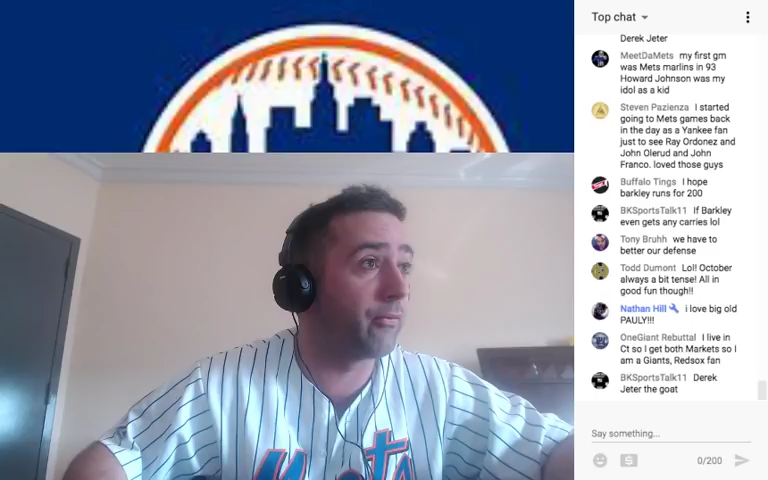 Top chat
Derek Jeter
MeetDaMets my first gm
was Mets marlins in 93
Howard Johnson was my
idol as a kid
Steven Pazienza I started
going to Mets games back
in the day as a Yankee fan
just to see Ray Ordonez and
John Olerud and John
Franco. loved those guys
Buffalo Tings I hope
barkley runs for 200
BKSportsTalk11 If Barkley
even gets any carries lol
Tony Bruhh we have to
better our defense
Todd Dumont Lol! October
always a bit tense! All in
good fun though!!
Nathan Hill i love big old
PAULY!!!
OneGiant Rebuttal I live in
Ct so I get both Markets so I
am a Giants, Redsox fan
BKSportsTalk11 Derek
Jeter the goat
Say something...
0/200
Mets